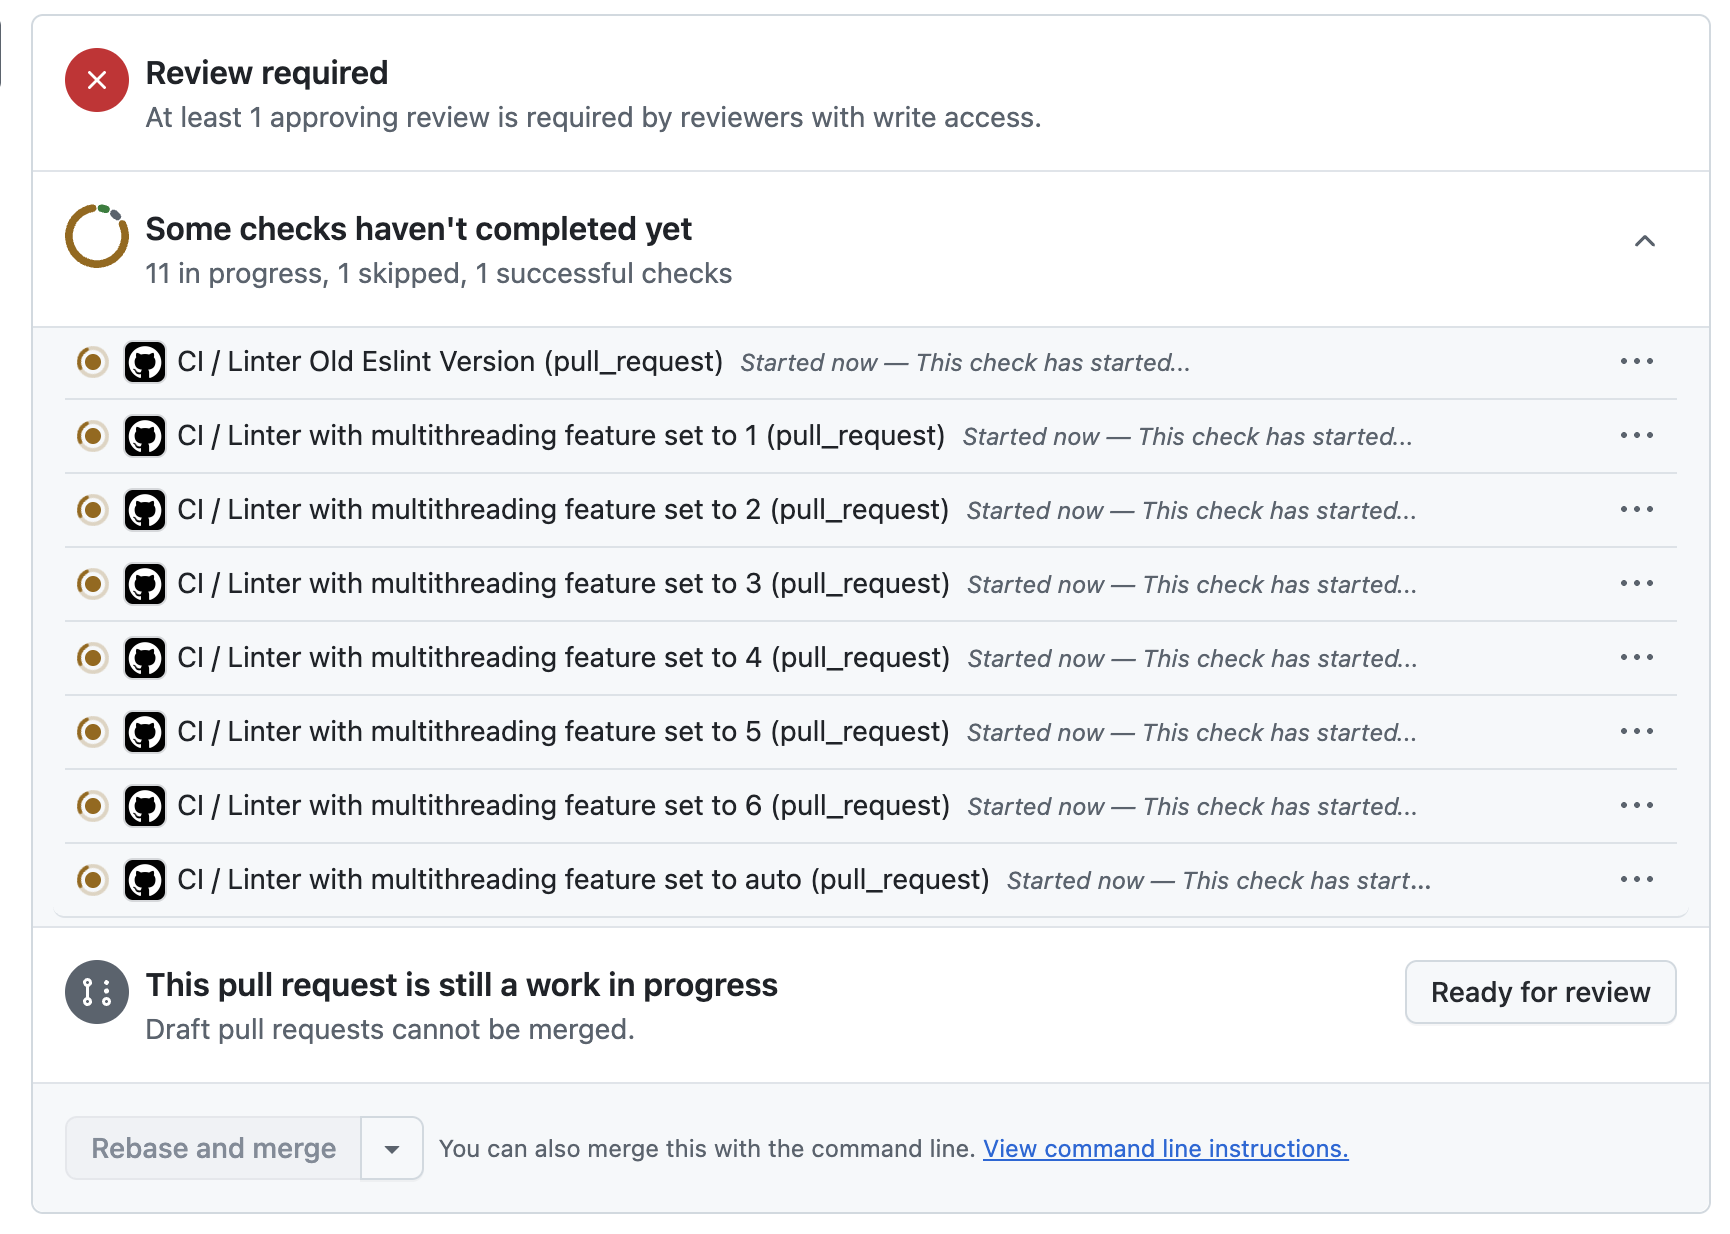 Review required
At least 1 approving review is required by reviewers with write access.
Some checks haven't completed yet
11 in progress, 1 skipped, 1 successful checks
CI / Linter Old Eslint Version (pull_request) Started now — This check has started...
CI / Linter with multithreading feature set to 1 (pull_request) Started now — This check has started...
CI / Linter with multithreading feature set to 2 (pull_request) Started now — This check has started...
CI / Linter with multithreading feature set to 3 (pull_request) Started now — This check has started...
CI / Linter with multithreading feature set to 4 (pull_request) Started now — This check has started...
CI / Linter with multithreading feature set to 5 (pull_request) Started now — This check has started...
CI / Linter with multithreading feature set to 6 (pull_request) Started now — This check has started...
CI / Linter with multithreading feature set to auto (pull_request) Started now — This check has start...
This pull request is still a work in progress
Draft pull requests cannot be merged.
Ready for review
Rebase and merge
You can also merge this with the command line. View command line instructions.